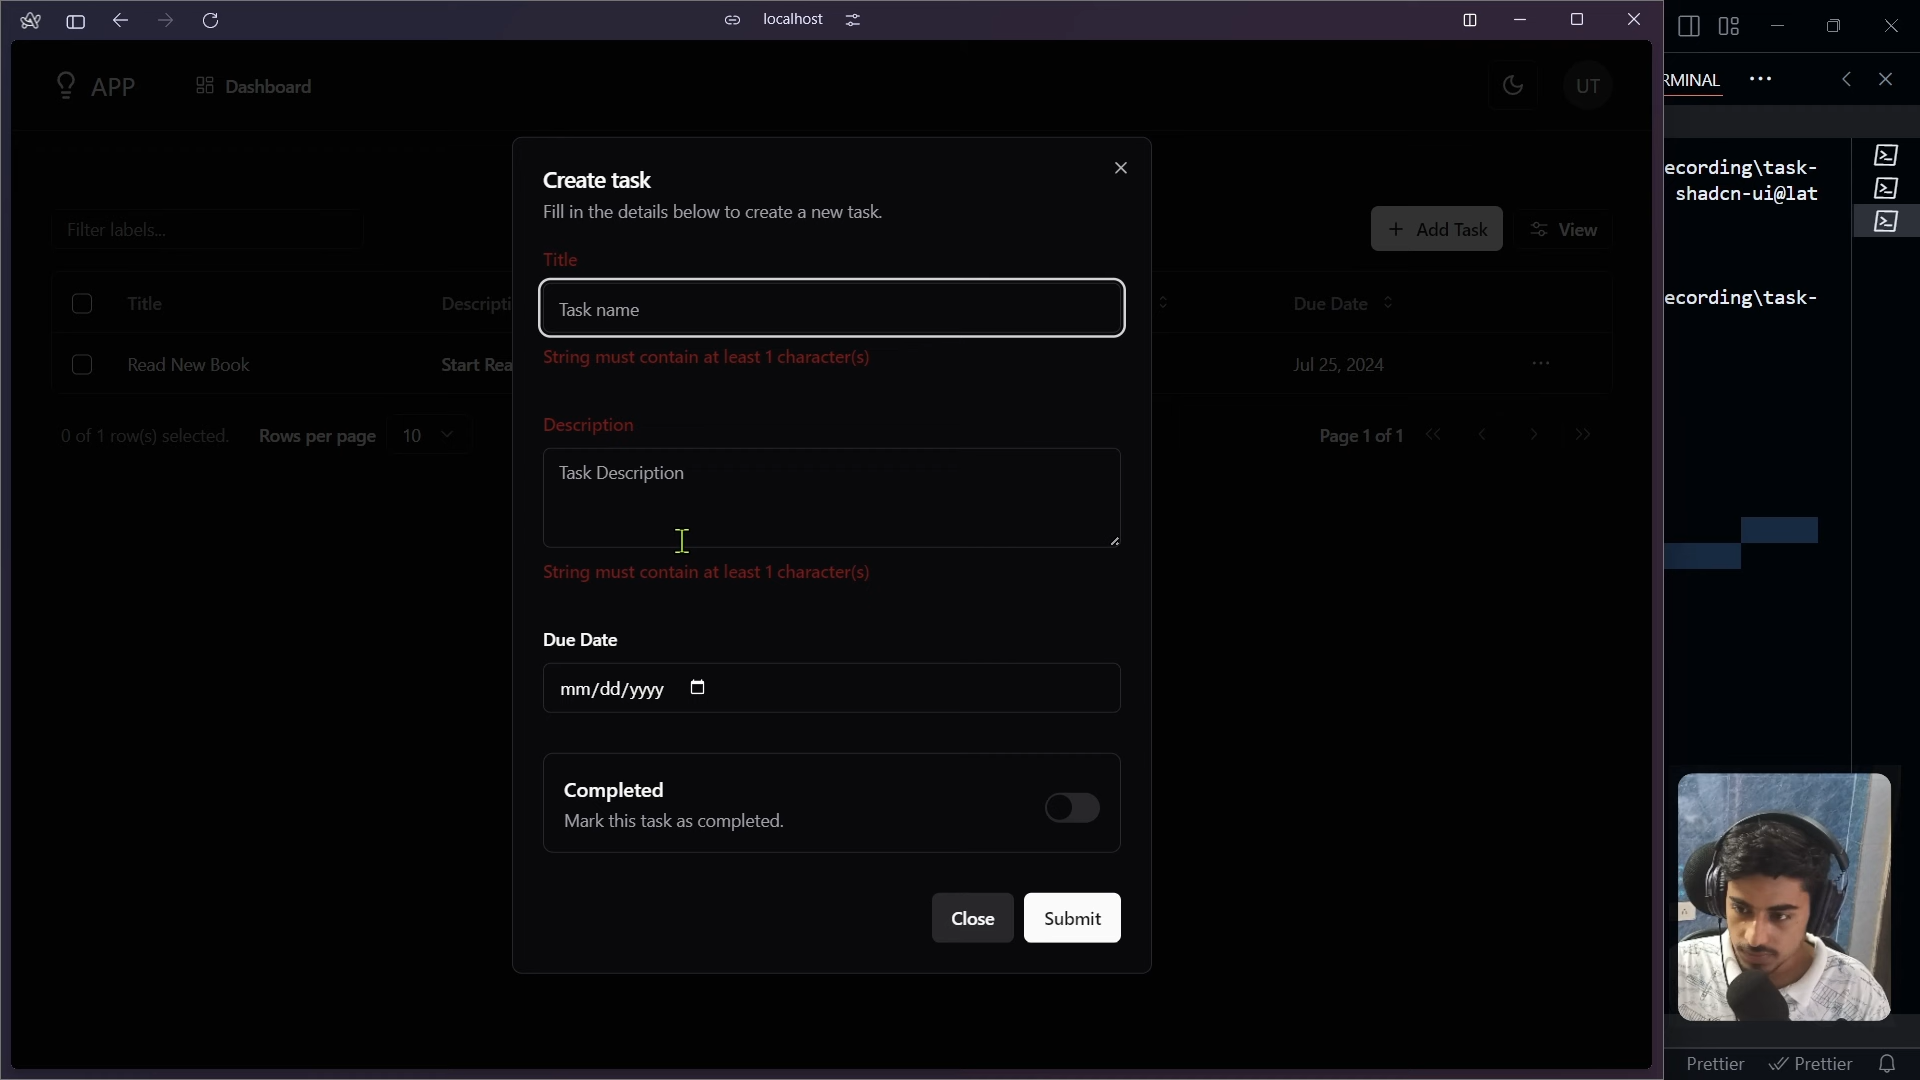 localhost
APP
Dashboard
UT
RMINAL
ecording\task-
shadcn-ui@lat
ecording\task-
Filter labels...
Add Task
View
Title
Descripti
Due Date
Read New Book
Start Rea
Jul 25, 2024
0 of 1 row(s) selected.
Rows per page
10
Page 1 of 1
Create task
Fill in the details below to create a new task.
Title
Task name
String must contain at least 1 character(s)
Description
Task Description
String must contain at least 1 character(s)
Due Date
mm/dd/yyyy
Completed
Mark this task as completed.
Close
Submit
Prettier
Prettier